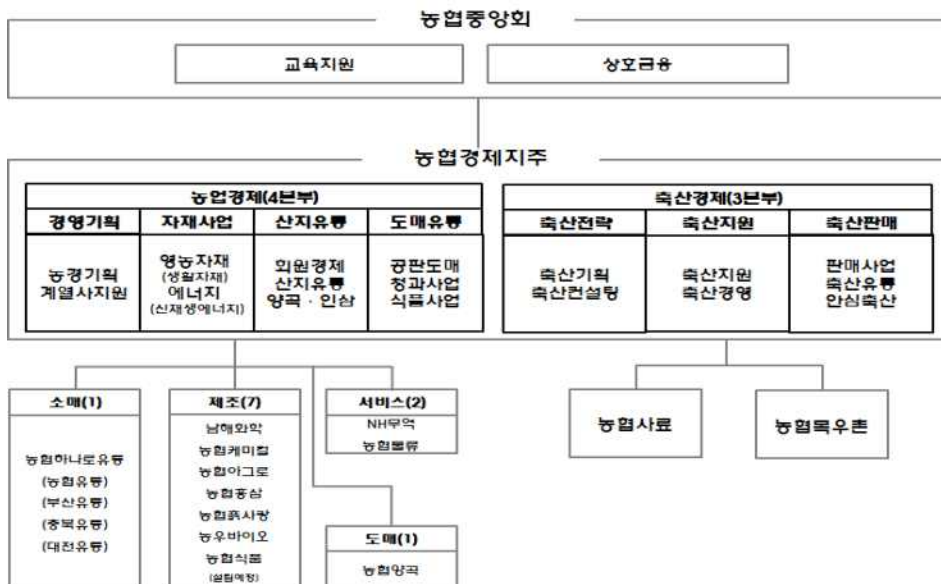 농협중앙회
교육지원
상호금융
농협경제지주
농업경제(4본부)
경영기획
자재사업
산지유통
도매유통
농경기획
계열사지원
영농자재
(생활자재)
에너지
(신재생에너지)
회원경제
산지유통
양곡·인삼
공판도매
청과사업
식품사업
축산경제(3본부)
축산전략
축산지원
축산판매
축산기획
축산컨설팅
축산지원
축산경영
판매사업
축산유통
안심축산
소매(1)
농협하나로유통
(농협유통)
(부산유통)
(충북유통)
(대전유통)
제조(7)
남해화학
농협케미컬
농협아그로
농협홍삼
농협흙사랑
농우바이오
농협식품
(설립예정)
서비스(2)
NH무역
농협물류
도매(1)
농협양곡
농협사료
농협목우촌